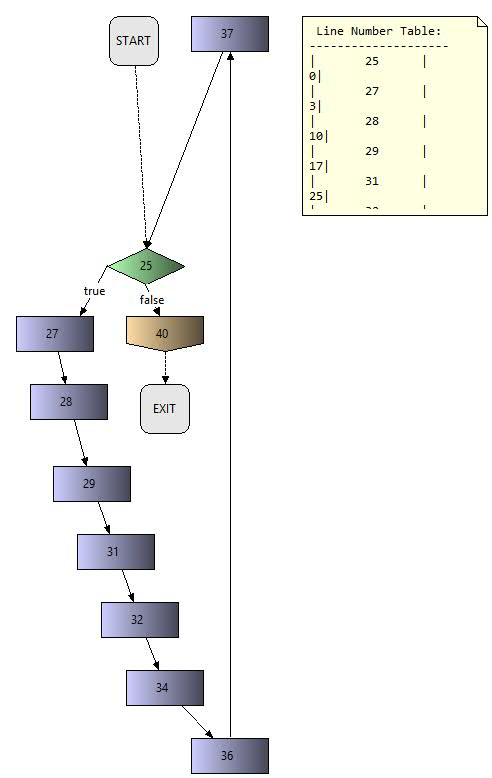 START
37
Line Number Table:
--------------------
| 25 |
0|
| 27 |
3|
| 28 |
10|
| 29 |
17|
| 31 |
25|
25
true
false
27
40
28
EXIT
29
31
32
34
36